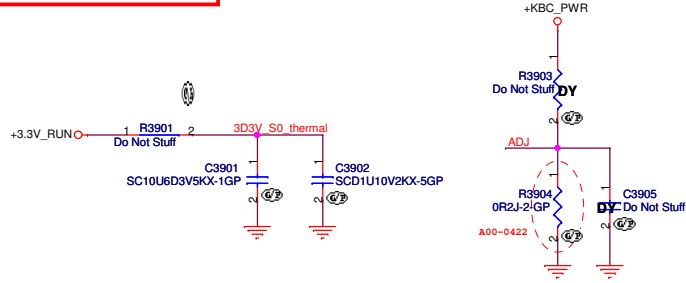 +KBC_PWR
1
R3903
Do Not Stuff
DY
2
G/P
+3.3V_RUN
1
R3901
2
Do Not Stuff
3D3V_S0_thermal
ADJ
1
C3901
SC10U6D3V5KX-1GP
2
G/P
1
C3902
SCD1U10V2KX-5GP
2
G/P
1
R3904
0R2J-2-GP
2
G/P
A00-0422
1
C3905
DY
Do Not Stuff
2
G/P